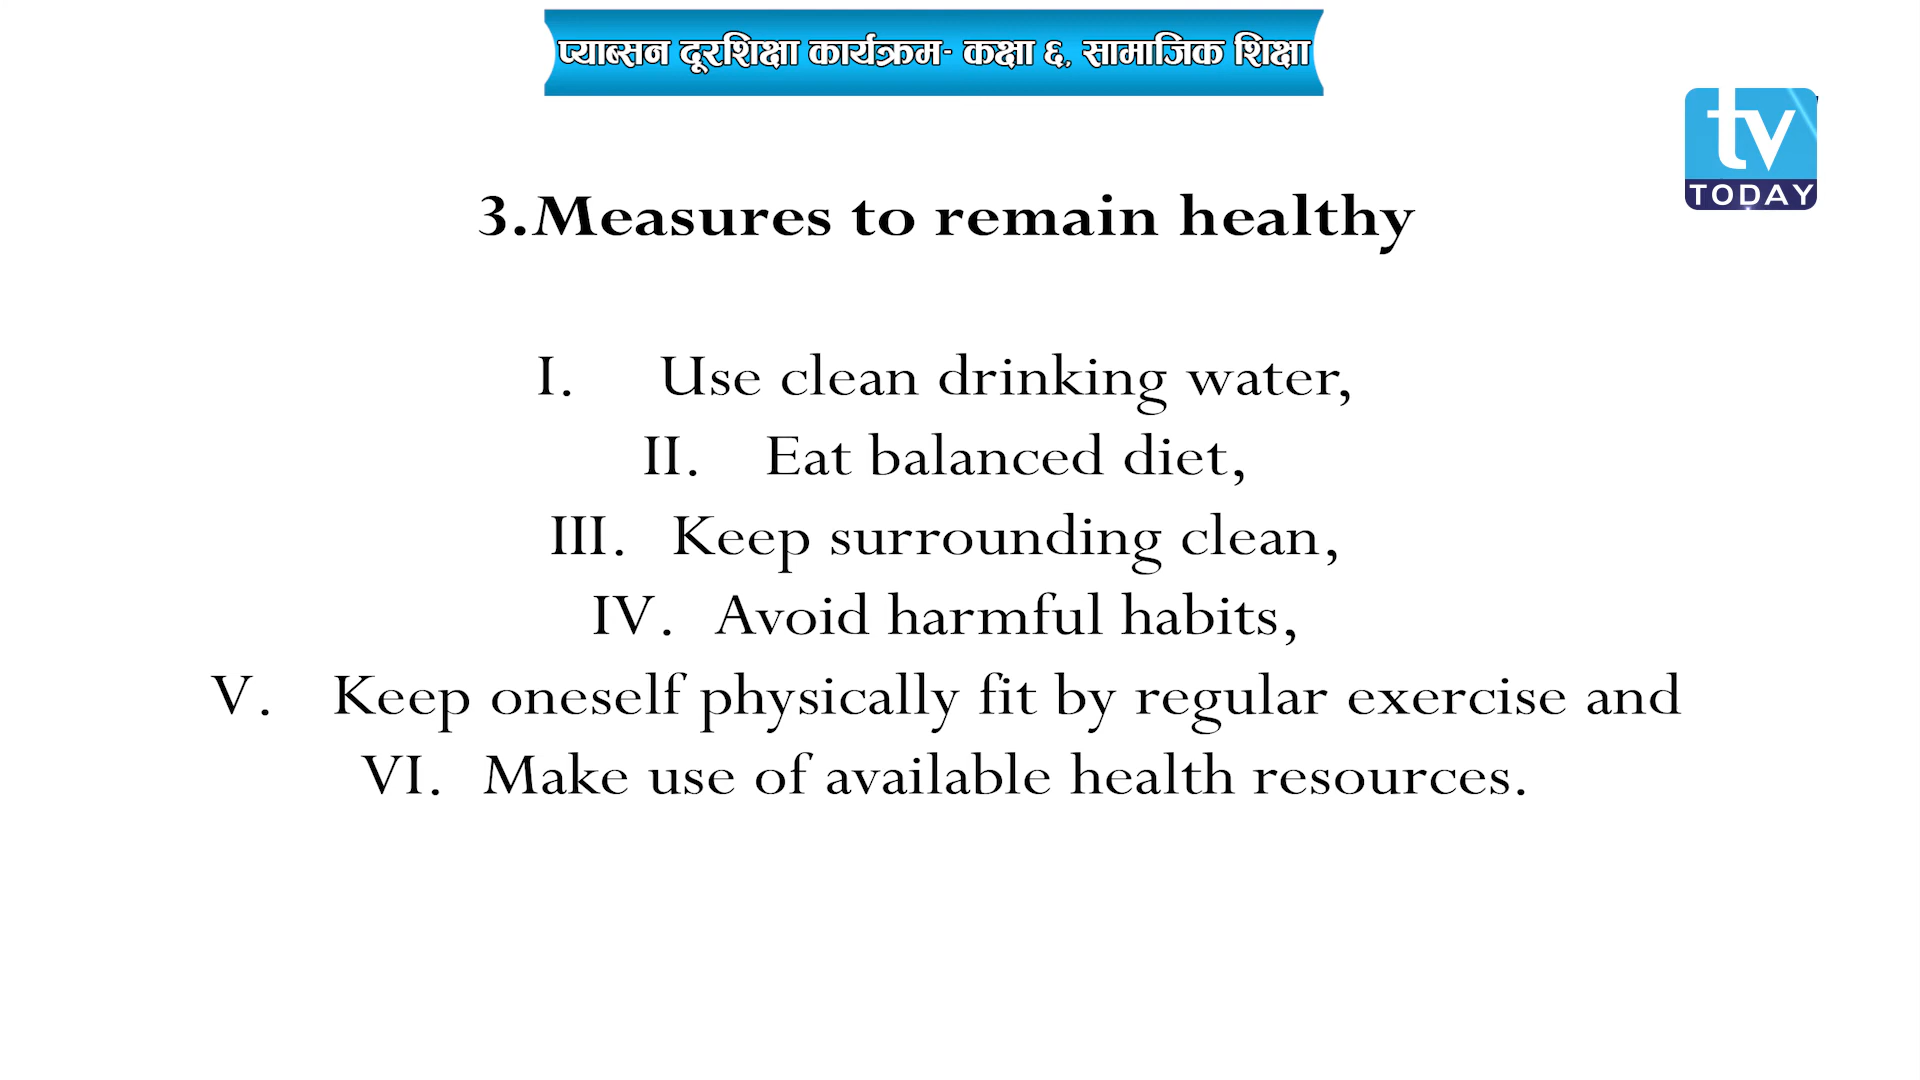 प्याब्सन दूरशिक्षा कार्यक्रम- कक्षा ६, सामाजिक शिक्षा
tv
TODAY
3.Measures to remain healthy
I. Use clean drinking water,
II. Eat balanced diet,
III. Keep surrounding clean,
IV. Avoid harmful habits,
V. Keep oneself physically fit by regular exercise and
VI. Make use of available health resources.